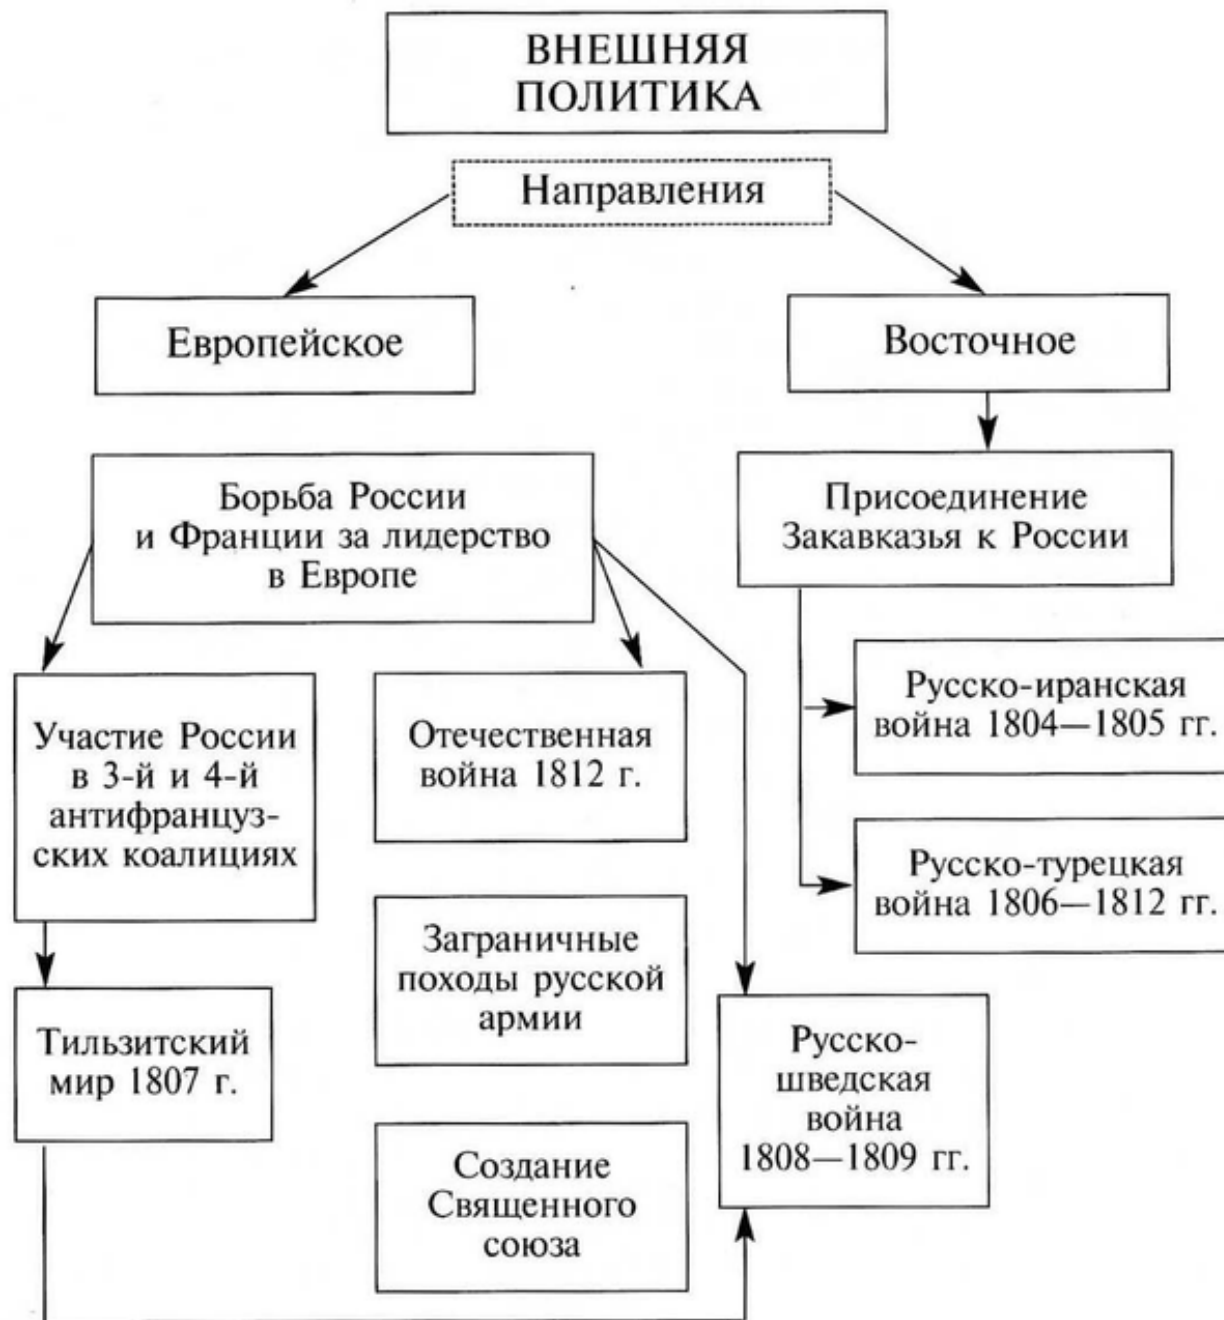 ВНЕШНЯЯ
ПОЛИТИКА
Направления
Европейское
Восточное
Борьба России
и Франции за лидерство
в Европе
Присоединение
Закавказья к России
Участие России
в 3-й и 4-й
антифранцуз-
ских коалициях
Отечественная
война 1812 г.
Русско-иранская
война 1804—1805 гг.
Русско-турецкая
война 1806—1812 гг.
Заграничные
походы русской
армии
Тильзитский
мир 1807 г.
Русско-
шведская
война
1808—1809 гг.
Создание
Священного
союза